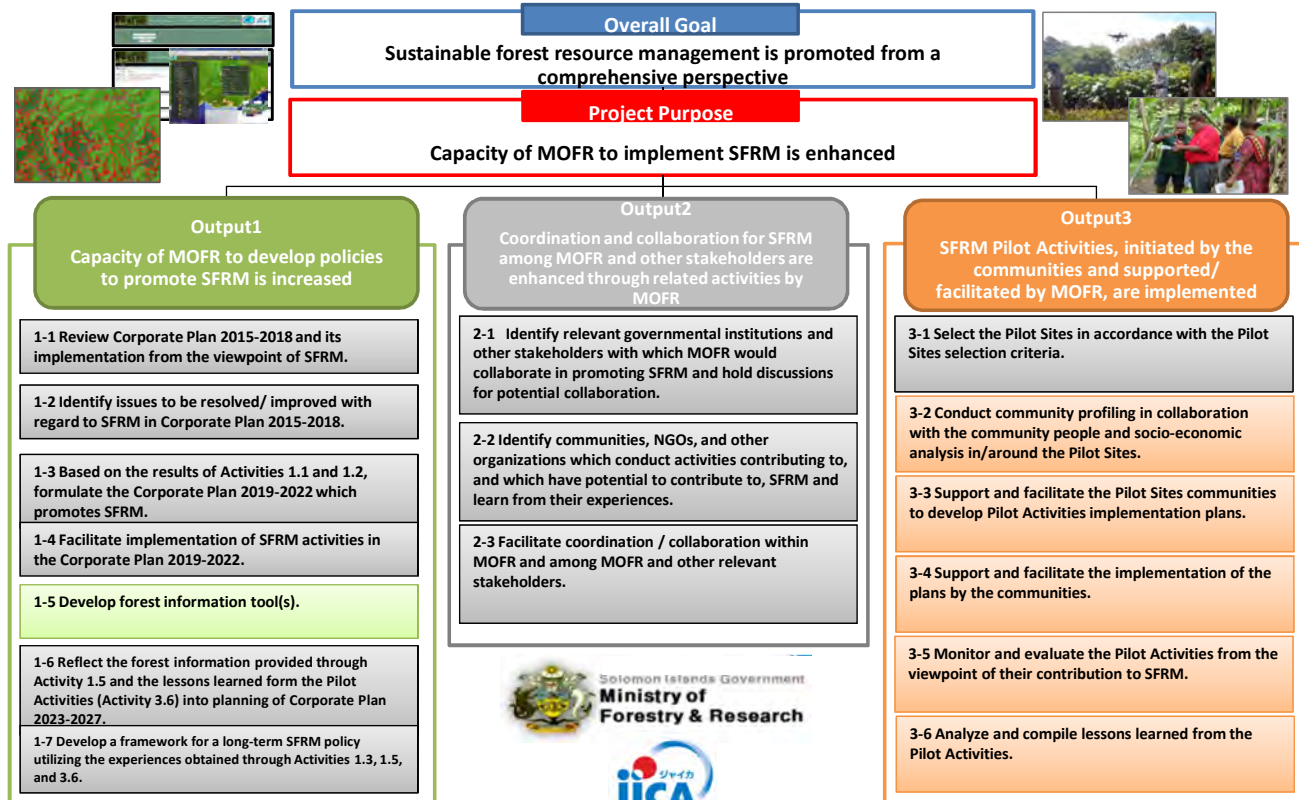 Overall Goal
Sustainable forest resource management is promoted from a
comprehensive perspective
Project Purpose
Capacity of MOFR to implement SFRM is enhanced
Output1
Capacity of MOFR to develop policies
to promote SFRM is increased
1-1 Review Corporate Plan 2015-2018 and its
implementation from the viewpoint of SFRM.
1-2 Identify issues to be resolved/ improved with
regard to SFRM in Corporate Plan 2015-2018.
1-3 Based on the results of Activities 1.1 and 1.2,
formulate the Corporate Plan 2019-2022 which
promotes SFRM.
1-4 Facilitate implementation of SFRM activities in
the Corporate Plan 2019-2022.
1-5 Develop forest information tool(s).
1-6 Reflect the forest information provided through
Activity 1.5 and the lessons learned form the Pilot
Activities (Activity 3.6) into planning of Corporate Plan
2023-2027.
1-7 Develop a framework for a long-term SFRM policy
utilizing the experiences obtained through Activities 1.3, 1.5,
and 3.6.
Output2
Coordination and collaboration for SFRM
among MOFR and other stakeholders are
enhanced through related activities by
MOFR
2-1 Identify relevant governmental institutions and
other stakeholders with which MOFR would
collaborate in promoting SFRM and hold discussions
for potential collaboration.
2-2 Identify communities, NGOs, and other
organizations which conduct activities contributing to,
and which have potential to contribute to, SFRM and
learn from their experiences.
2-3 Facilitate coordination / collaboration within
MOFR and among MOFR and other relevant
stakeholders.
Solomon Islands Government
Ministry of
Forestry & Research
ジャイカ
jica
Output3
SFRM Pilot Activities, initiated by the
communities and supported/
facilitated by MOFR, are implemented
3-1 Select the Pilot Sites in accordance with the Pilot
Sites selection criteria.
3-2 Conduct community profiling in collaboration
with the community people and socio-economic
analysis in/around the Pilot Sites.
3-3 Support and facilitate the Pilot Sites communities
to develop Pilot Activities implementation plans.
3-4 Support and facilitate the implementation of the
plans by the communities.
3-5 Monitor and evaluate the Pilot Activities from the
viewpoint of their contribution to SFRM.
3-6 Analyze and compile lessons learned from the
Pilot Activities.